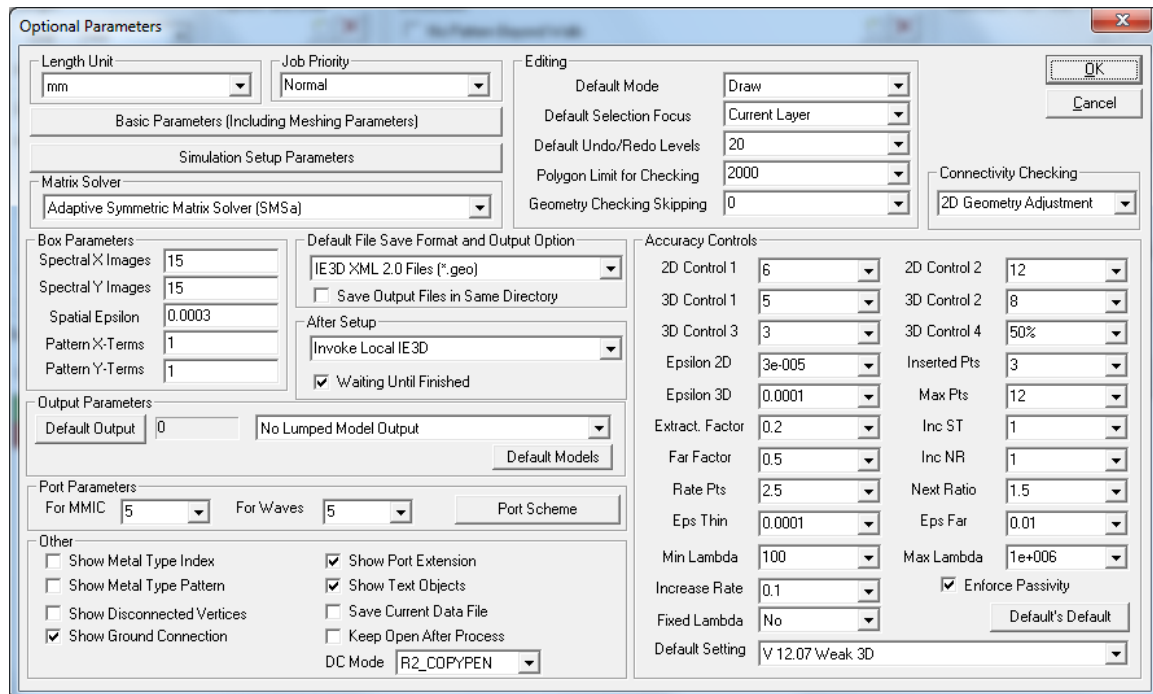 Optional Parameters
Length Unit
mm
Job Priority
Normal
Basic Parameters (Including Meshing Parameters)
Simulation Setup Parameters
Matrix Solver
Adaptive Symmetric Matrix Solver (SMSa)
Editing
Default Mode Draw
Default Selection Focus Current Layer
Default Undo/Redo Levels 20
Polygon Limit for Checking 2000
Geometry Checking Skipping 0
OK
Cancel
Connectivity Checking
2D Geometry Adjustment
Box Parameters
Spectral X Images 15
Spectral Y Images 15
Spatial Epsilon 0.0003
Pattern X-Terms 1
Pattern Y-Terms 1
Default File Save Format and Output Option
IE3D XML 2.0 Files (*.geo)
Save Output Files in Same Directory
After Setup
Invoke Local IE3D
Waiting Until Finished
Output Parameters
Default Output 0 No Lumped Model Output
Default Models
Port Parameters
For MMIC 5 For Waves 5 Port Scheme
Other
Show Metal Type Index
Show Metal Type Pattern
Show Disconnected Vertices
Show Ground Connection
Show Port Extension
Show Text Objects
Save Current Data File
Keep Open After Process
DC Mode R2_COPYPEN
Accuracy Controls
2D Control 1 6 2D Control 2 12
3D Control 1 5 3D Control 2 8
3D Control 3 3 3D Control 4 50%
Epsilon 2D 3e-005 Inserted Pts 3
Epsilon 3D 0.0001 Max Pts 12
Extract. Factor 0.2 Inc ST 1
Far Factor 0.5 Inc NR 1
Rate Pts 2.5 Next Ratio 1.5
Eps Thin 0.0001 Eps Far 0.01
Min Lambda 100 Max Lambda 1e+006
Increase Rate 0.1 Enforce Passivity
Fixed Lambda No Default's Default
Default Setting V 12.07 Weak 3D